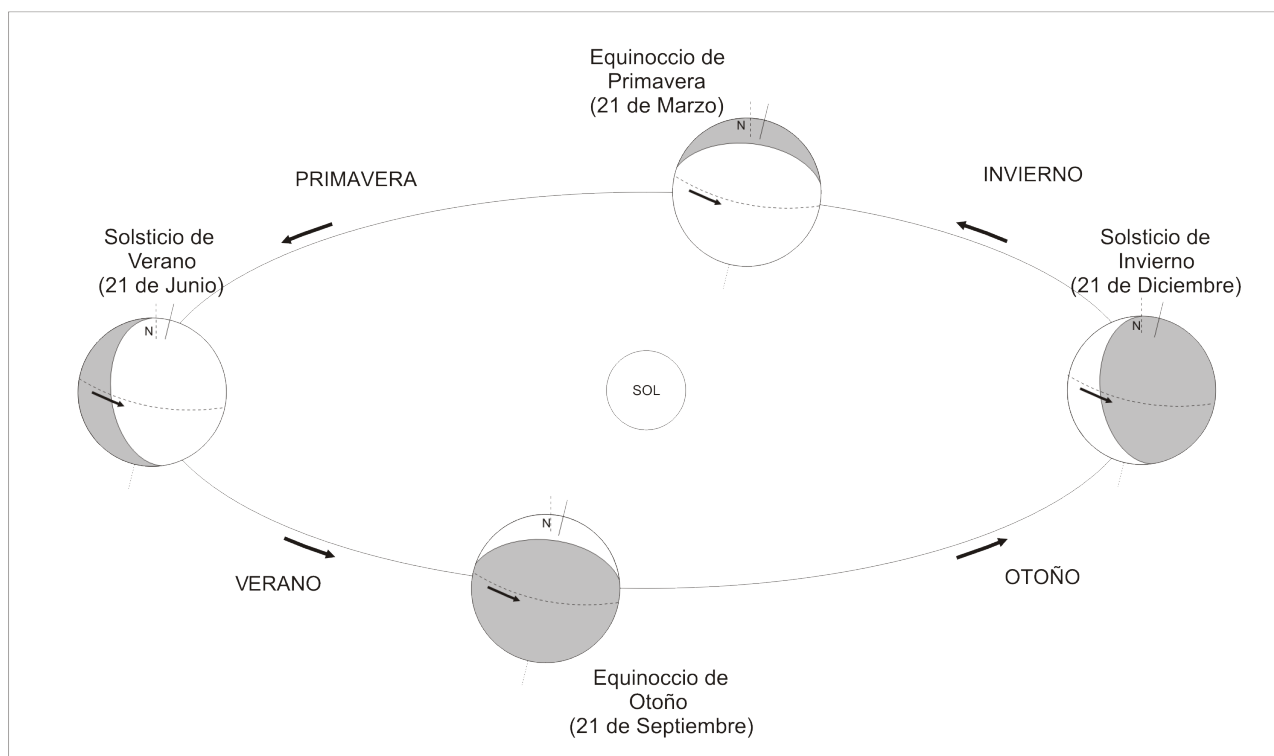 Equinoccio de
Primavera
(21 de Marzo)
N
PRIMAVERA
INVIERNO
Solsticio de
Verano
(21 de Junio)
N
Solsticio de
Invierno
(21 de Diciembre)
N
SOL
N
VERANO
OTOÑO
Equinoccio de
Otoño
(21 de Septiembre)